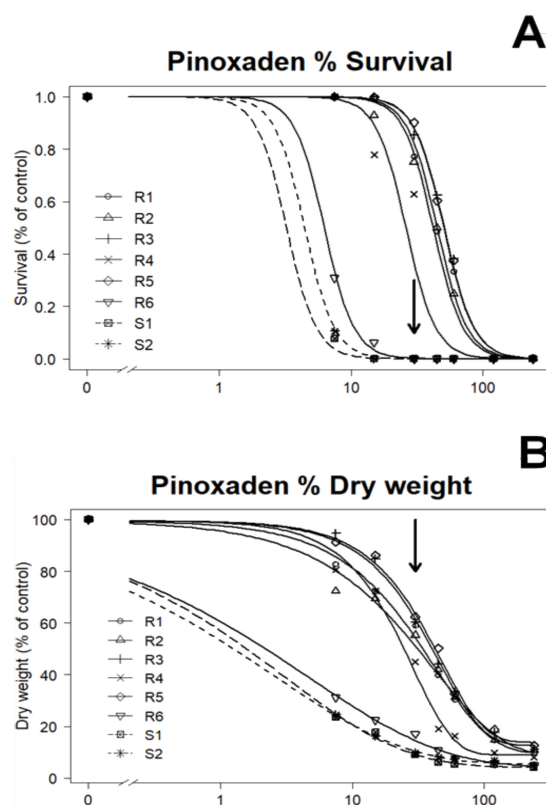 A
Pinoxaden % Survival
Survival (% of control)
1.0
0.8
0.6
0.4
0.2
0.0
R1
R2
R3
R4
R5
R6
S1
S2
0 1 10 100
B
Pinoxaden % Dry weight
Dry weight (% of control)
100
80
60
40
20
0
R1
R2
R3
R4
R5
R6
S1
S2
0 1 10 100